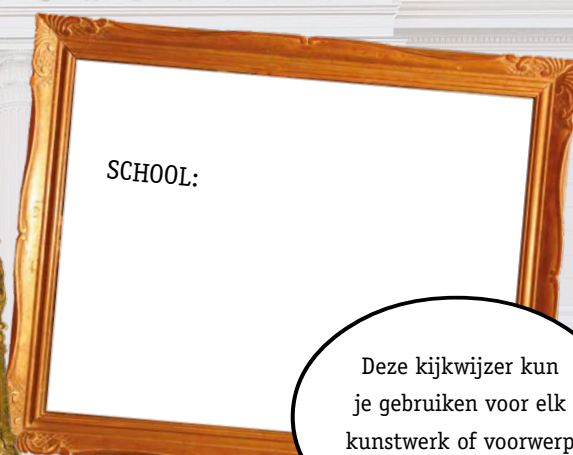 SCHOOL:
Deze kijkwijzer kun
je gebruiken voor elk
kunstwerk of voorwerp